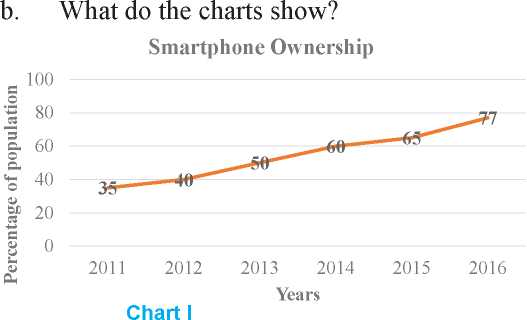 b. What do the charts show?
Smartphone Ownership
Percentage of population
100
80
60
40
20
0
35 40 50 60 65 77
2011 2012 2013 2014 2015 2016
Years
Chart I